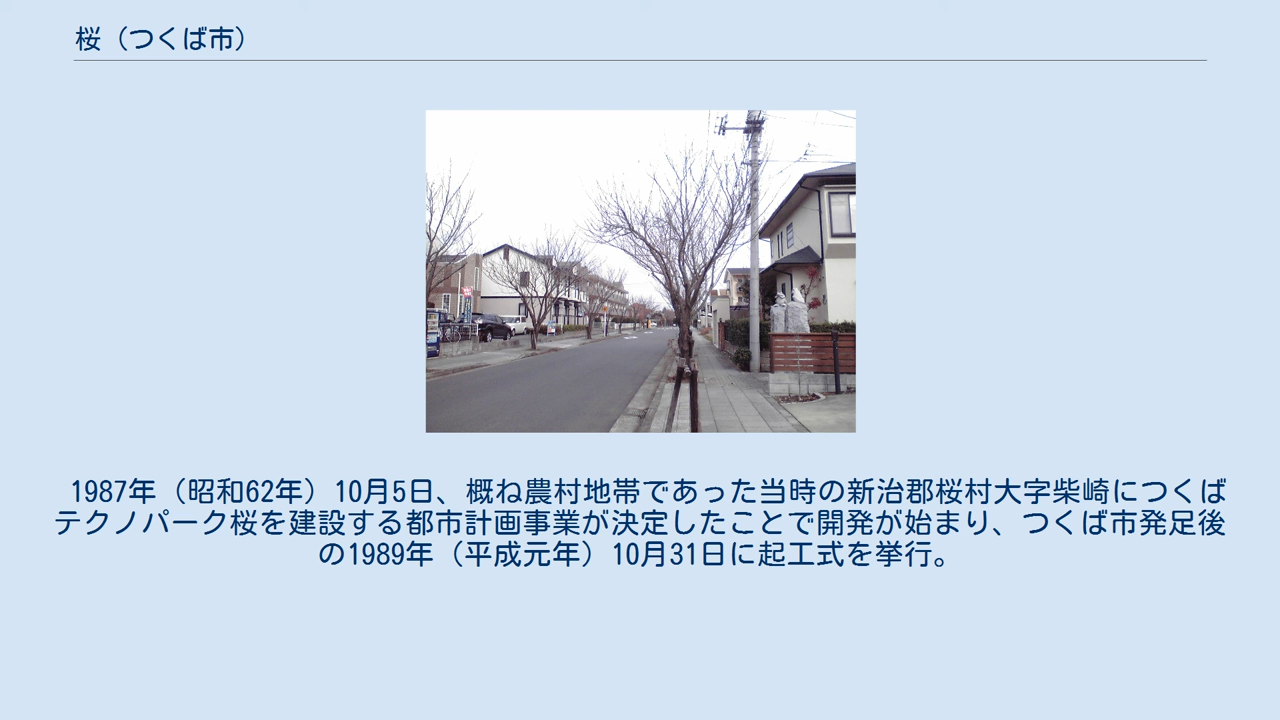 桜（つくば市）
1987年（昭和62年）10月5日、概ね農村地帯であった当時の新治郡桜村大字柴崎につくば
テクノパーク桜を建設する都市計画事業が決定したことで開発が始まり、つくば市発足後
の1989年（平成元年）10月31日に起工式を挙行。